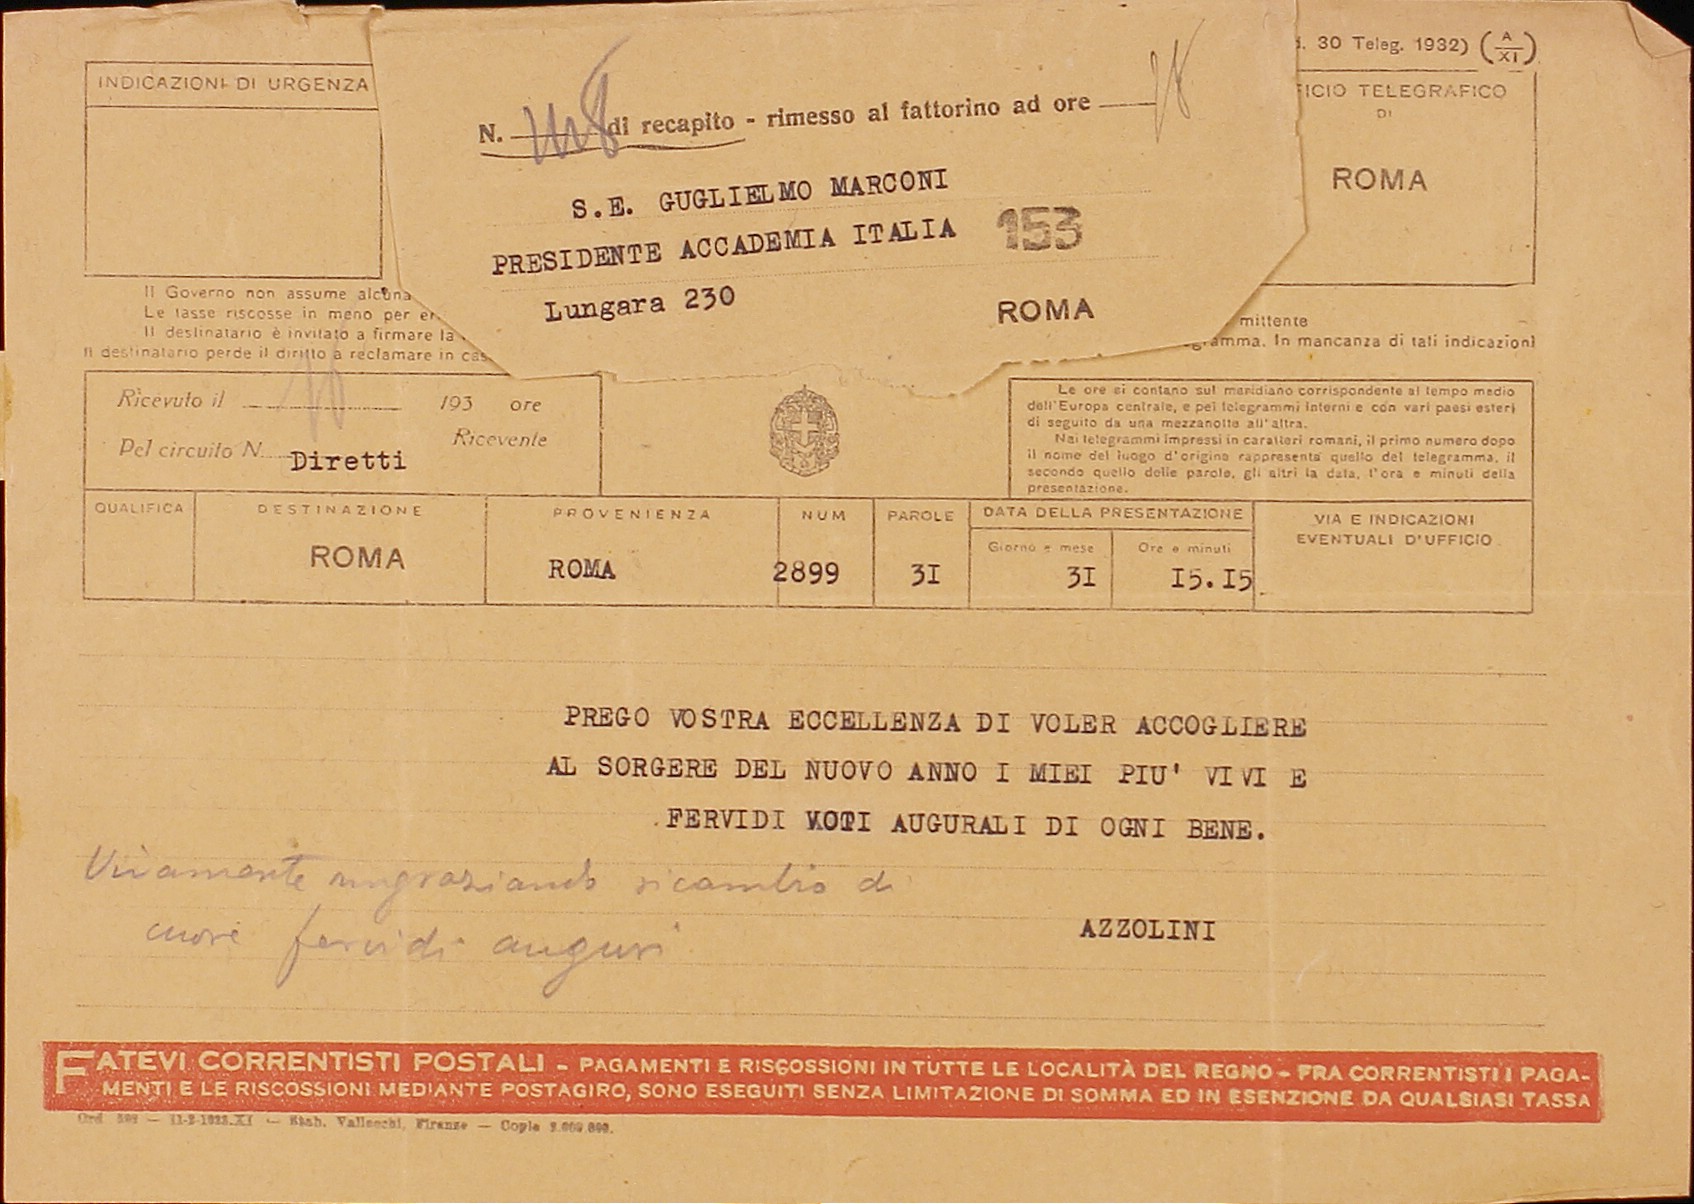 . 30 Teleg. 1932) (A/XI)
INDICAZIONI DI URGENZA
N. di recapito - rimesso al fattorino ad ore
S.E. GUGLIELMO MARCONI
PRESIDENTE ACCADEMIA ITALIA 153
Lungara 230 ROMA
FICIO TELEGRAFICO
DI
ROMA
Il Governo non assume alcuna
Le tasse riscosse in meno per er
Il destinatario è invitato a firmare la
Il destinatario perde il diritto a reclamare in cas
mittente
gramma. In mancanza di tali indicazioni
Ricevuto il 193 ore
Pel circuito N. Diretti Ricevente
Le ore si contano sul meridiano corrispondente al tempo medio
dell'Europa centrale, e pei telegrammi interni e con vari paesi esteri
di seguito da una mezzanotte all'altra.
Nei telegrammi impressi in caratteri romani, il primo numero dopo
il nome del luogo d'origine rappresenta quello del telegramma, il
secondo quello delle parole, gli altri la data, l'ora e minuti della
presentazione.
QUALIFICA DESTINAZIONE PROVENIENZA NUM PAROLE DATA DELLA PRESENTAZIONE VIA E INDICAZIONI
EVENTUALI D'UFFICIO
Giorno e mese Ore e minuti
ROMA ROMA 2899 3I 3I I5.I5
PREGO VOSTRA ECCELLENZA DI VOLER ACCOGLIERE
AL SORGERE DEL NUOVO ANNO I MIEI PIU' VIVI E
FERVIDI VOTI AUGURALI DI OGNI BENE.
Vivamente ringraziando ricambio di
cuore fervidi auguri
AZZOLINI
FATEVI CORRENTISTI POSTALI - PAGAMENTI E RISCOSSIONI IN TUTTE LE LOCALITÀ DEL REGNO - FRA CORRENTISTI I PAGA-
MENTI E LE RISCOSSIONI MEDIANTE POSTAGIRO, SONO ESEGUITI SENZA LIMITAZIONE DI SOMMA ED IN ESENZIONE DA QUALSIASI TASSA
Stab. Vallecchi, Firenze — Copie